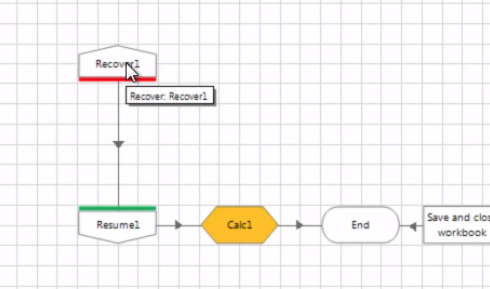 Recover1
Recover: Recover1
Resume1
Calc1
End
Save and clos
workbook